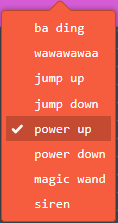 ba ding
wawawawaa
jump up
jump down
power up
power down
magic wand
siren